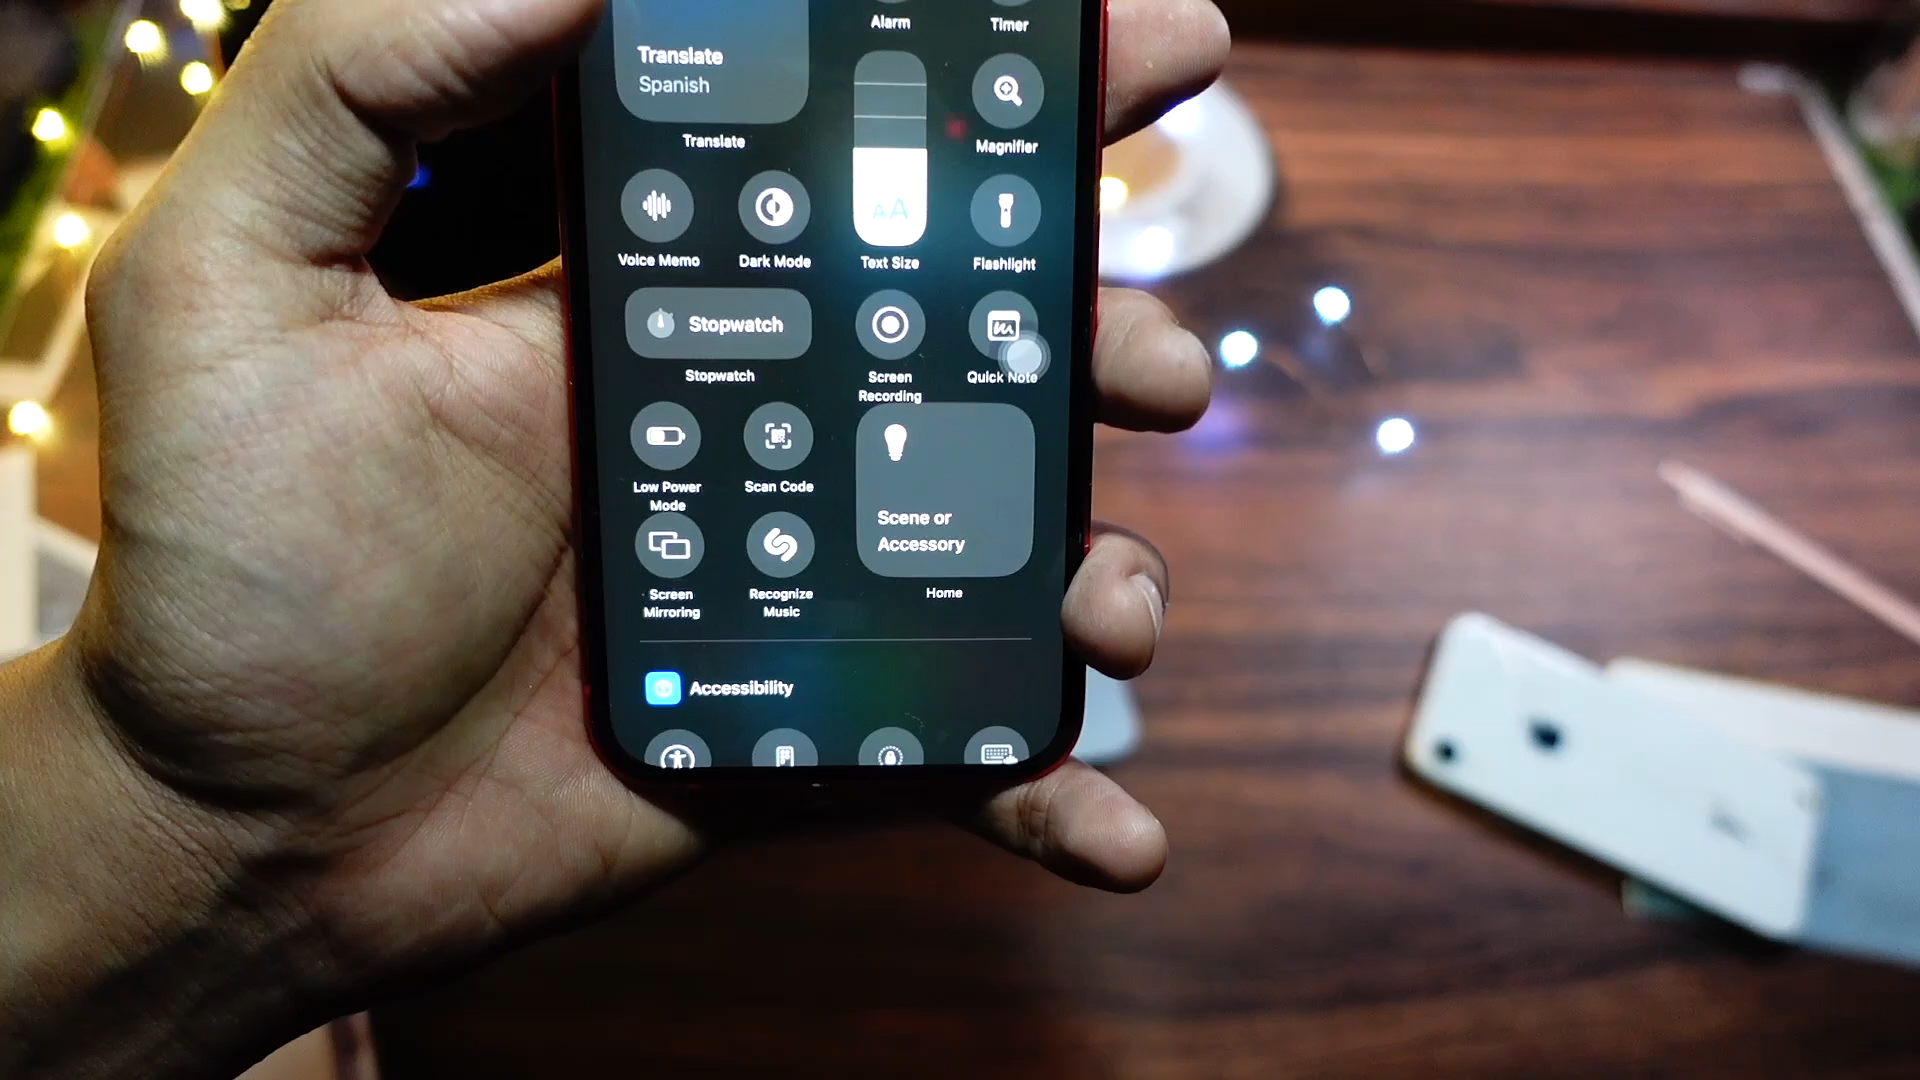 Alarm
Timer
Translate
Spanish
Translate
Magnifier
AA
Voice Memo
Dark Mode
Text Size
Flashlight
Stopwatch
Stopwatch
Screen
Recording
Quick Note
Low Power
Mode
Scan Code
Scene or
Accessory
Screen
Mirroring
Recognize
Music
Home
Accessibility